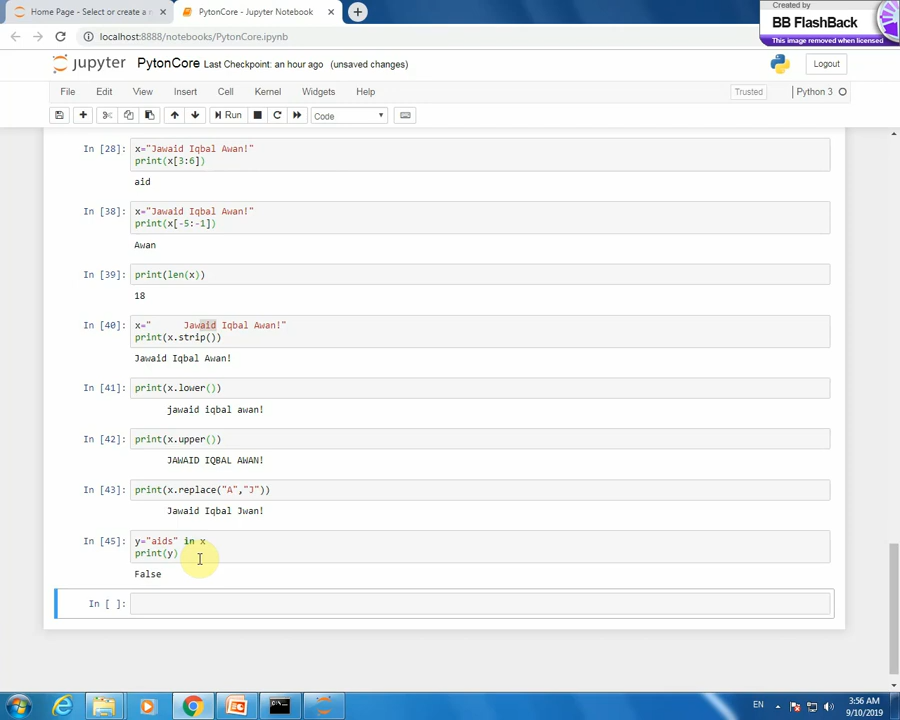 Home Page - Select or create a n
PytonCore - Jupyter Notebook
Created by
BB FlashBack
This image removed when licensed
localhost:8888/notebooks/PytonCore.ipynb
jupyter PytonCore Last Checkpoint: an hour ago (unsaved changes)
Logout
File Edit View Insert Cell Kernel Widgets Help
Trusted Python 3
Run Code
In [28]: x="Jawaid Iqbal Awan!"
print(x[3:6])
aid
In [38]: x="Jawaid Iqbal Awan!"
print(x[-5:-1])
Awan
In [39]: print(len(x))
18
In [40]: x="      Jawaid Iqbal Awan!"
print(x.strip())
Jawaid Iqbal Awan!
In [41]: print(x.lower())
jawaid iqbal awan!
In [42]: print(x.upper())
JAWAID IQBAL AWAN!
In [43]: print(x.replace("A","J"))
Jawaid Iqbal Jwan!
In [45]: y="aids" in x
print(y)
False
In [ ]:
EN
3:56 AM
9/10/2019